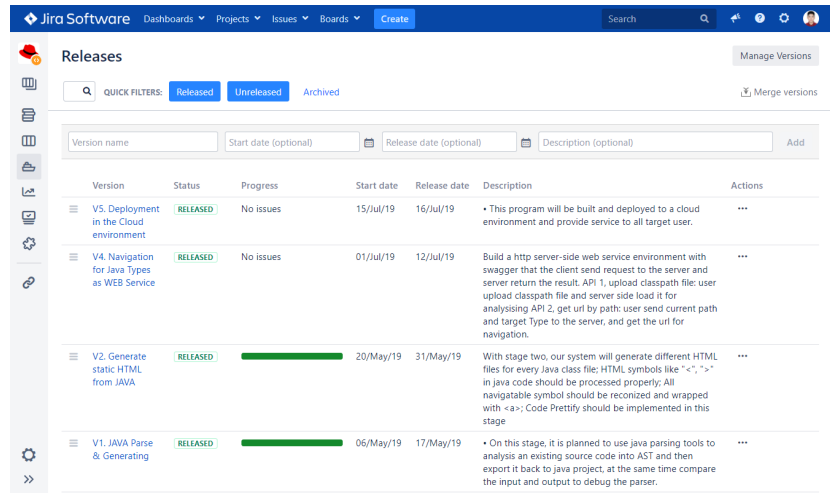 Jira Software Dashboards Projects Issues Boards Create Search
Releases
Manage Versions
QUICK FILTERS: Released Unreleased Archived
Merge versions
Version name Start date (optional) Release date (optional) Description (optional) Add
Version Status Progress Start date Release date Description Actions
V5. Deployment RELEASED No issues 15/Jul/19 16/Jul/19 • This program will be built and deployed to a cloud
in the Cloud environment and provide service to all target user.
environment
V4. Navigation RELEASED No issues 01/Jul/19 12/Jul/19 Build a http server-side web service environment with
for Java Types swagger that the client send request to the server and
as WEB Service server return the result. API 1, upload classpath file: user
upload classpath file and server side load it for
analysising API 2, get url by path: user send current path
and target Type to the server, and get the url for
navigation.
V2. Generate RELEASED 20/May/19 31/May/19 With stage two, our system will generate different HTML
static HTML files for every Java class file; HTML symbols like "<", ">"
from JAVA in java code should be processed properly; All
navigatable symbol should be reconized and wrapped
with <a>; Code Prettify should be implemented in this
stage
V1. JAVA Parse RELEASED 06/May/19 17/May/19 • On this stage, it is planned to use java parsing tools to
& Generating analysis an existing source code into AST and then
export it back to java project, at the same time compare
the input and output to debug the parser.